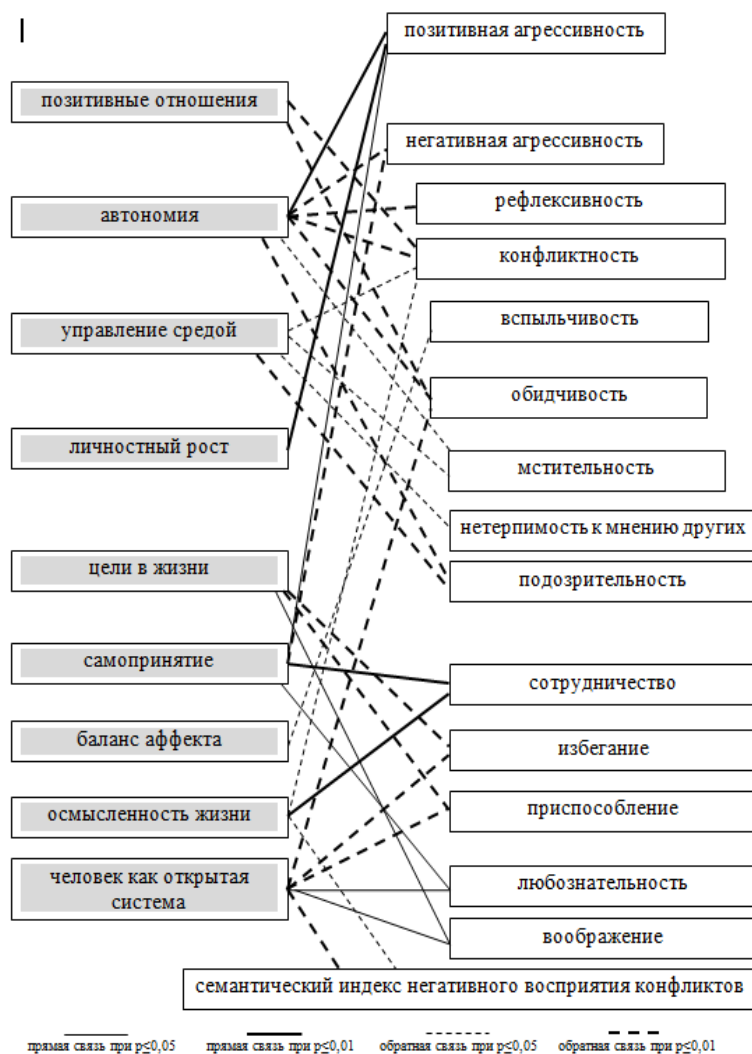 позитивная агрессивность
позитивные отношения
негативная агрессивность
автономия
рефлексивность
конфликтность
вспыльчивость
управление средой
обидчивость
личностный рост
мстительность
нетерпимость к мнению других
цели в жизни
подозрительность
самопринятие
сотрудничество
баланс аффекта
избегание
осмысленность жизни
приспособление
человек как открытая
система
любознательность
воображение
семантический индекс негативного восприятия конфликтов
прямая связь при p≤0,05
прямая связь при p≤0,01
обратная связь при p≤0,05
обратная связь при p≤0,01